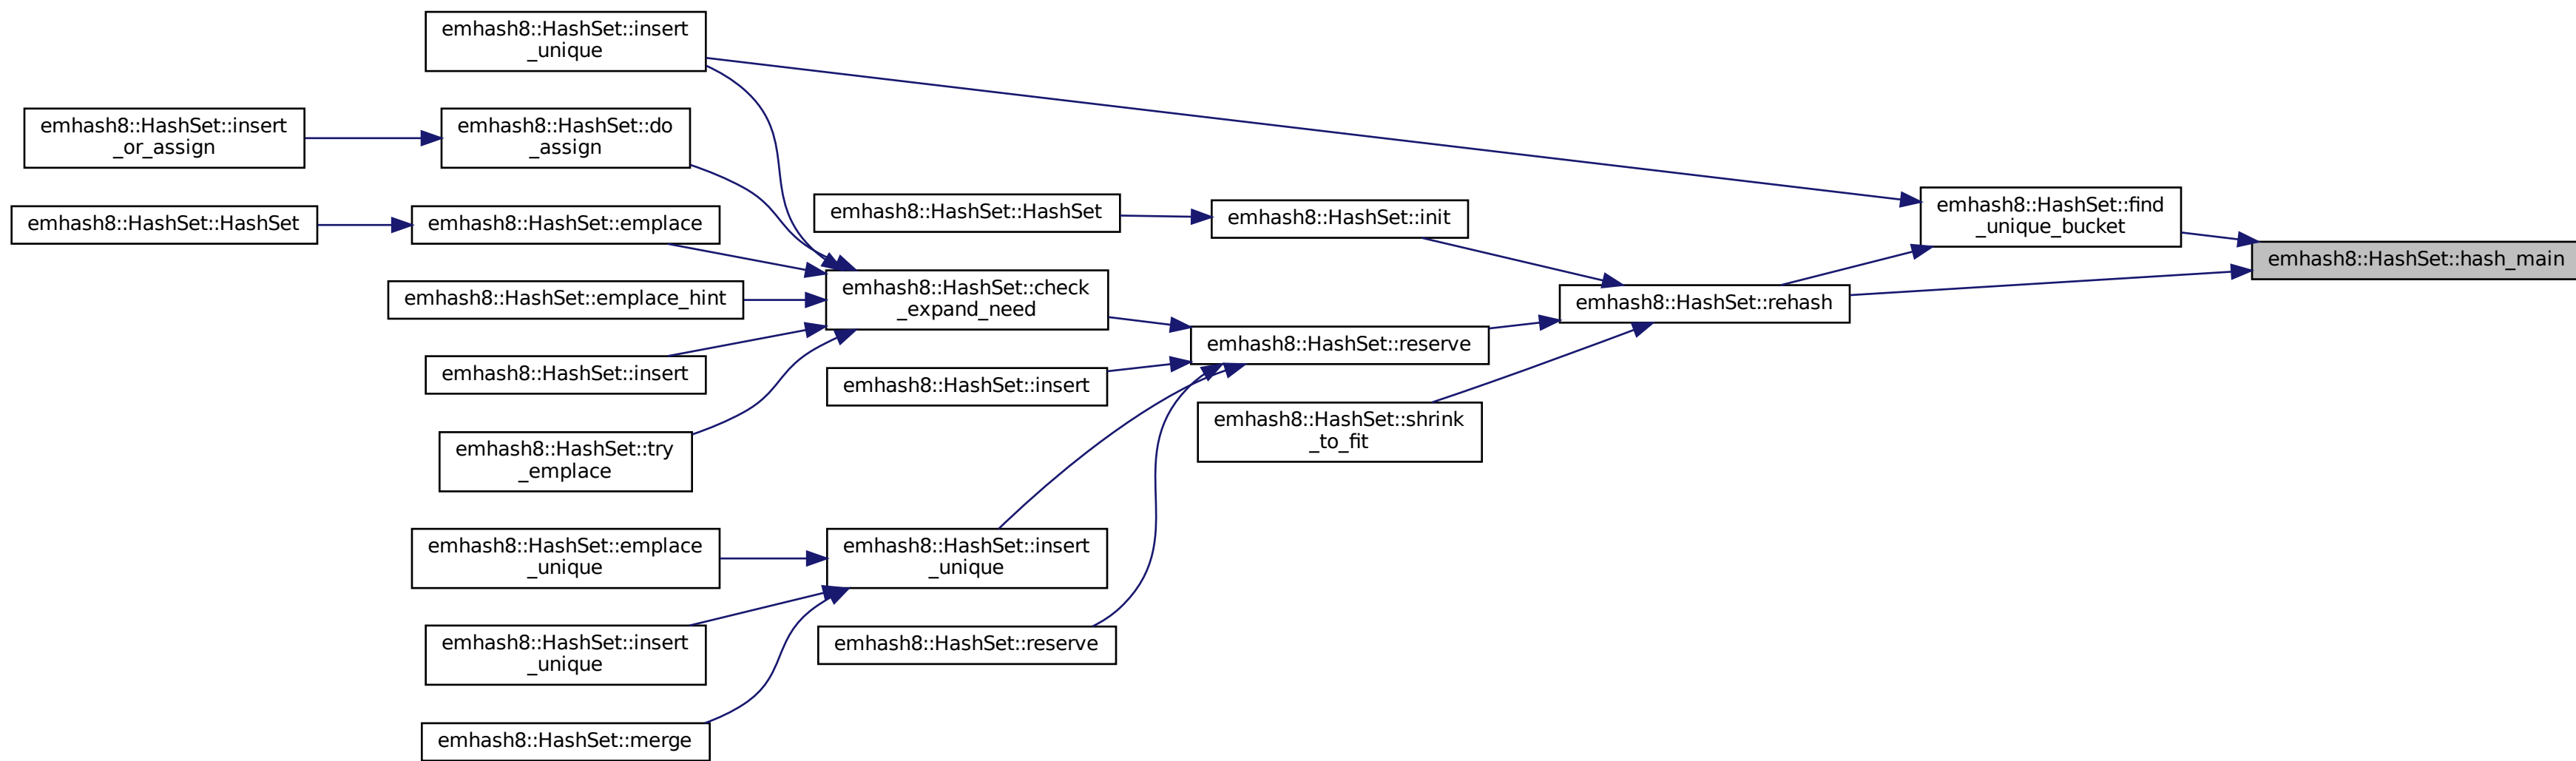 emhash8::HashSet::insert
_unique
emhash8::HashSet::insert
_or_assign
emhash8::HashSet::do
_assign
emhash8::HashSet::HashSet
emhash8::HashSet::emplace
emhash8::HashSet::HashSet
emhash8::HashSet::init
emhash8::HashSet::find
_unique_bucket
emhash8::HashSet::hash_main
emhash8::HashSet::emplace_hint
emhash8::HashSet::check
_expand_need
emhash8::HashSet::rehash
emhash8::HashSet::reserve
emhash8::HashSet::insert
emhash8::HashSet::insert
emhash8::HashSet::shrink
_to_fit
emhash8::HashSet::try
_emplace
emhash8::HashSet::emplace
_unique
emhash8::HashSet::insert
_unique
emhash8::HashSet::insert
_unique
emhash8::HashSet::reserve
emhash8::HashSet::merge